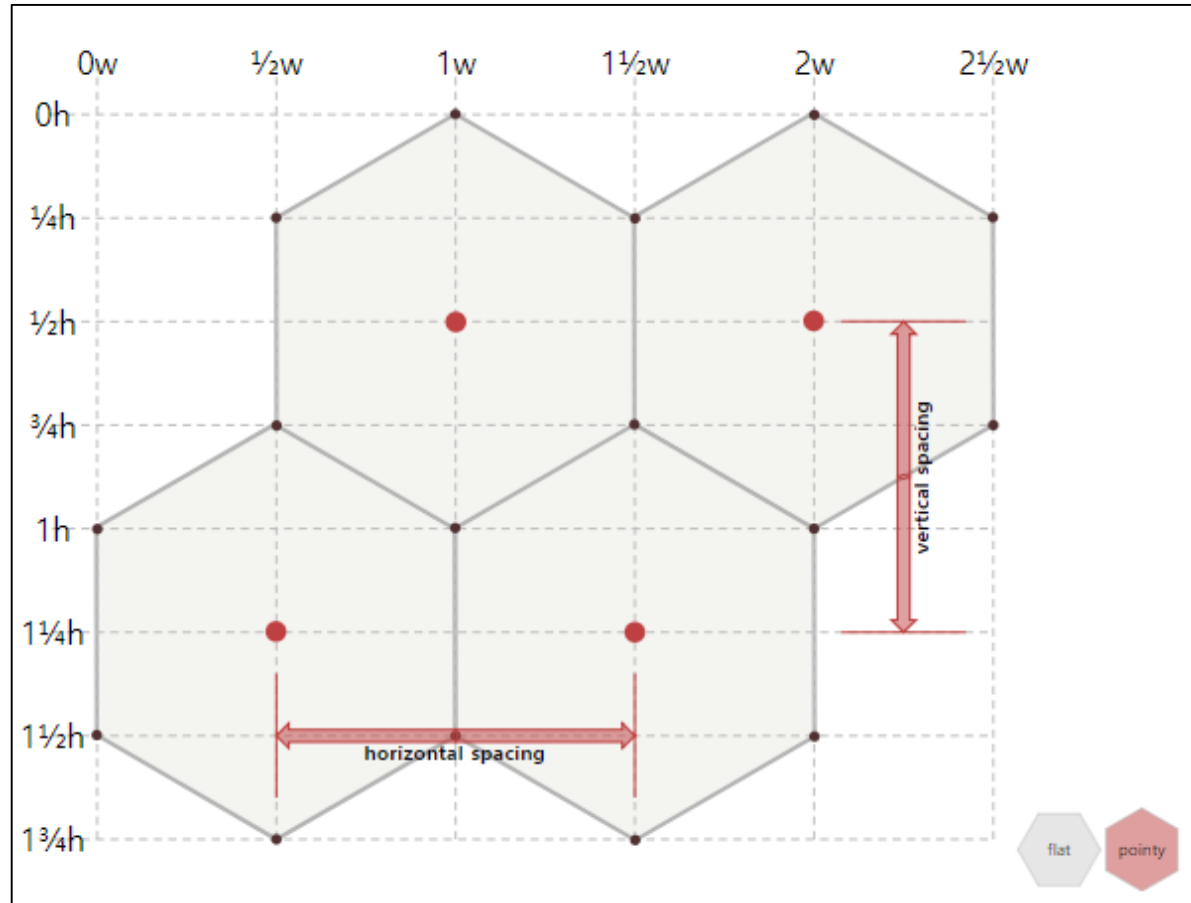 0w ½w 1w 1½w 2w 2½w
0h
¼h
½h
¾h
vertical spacing
1h
1¼h
1½h
horizontal spacing
1¾h
flat pointy